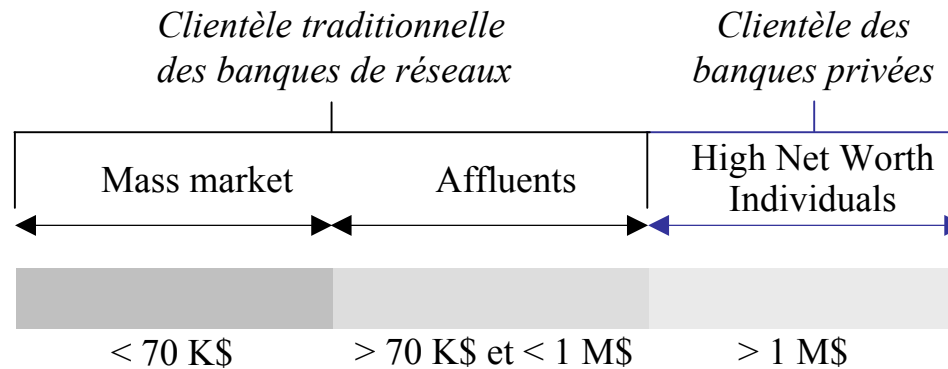 Clientèle traditionnelle
des banques de réseaux
Clientèle des
banques privées
Mass market
Affluents
High Net Worth
Individuals
< 70 K$
> 70 K$ et < 1 M$
> 1 M$